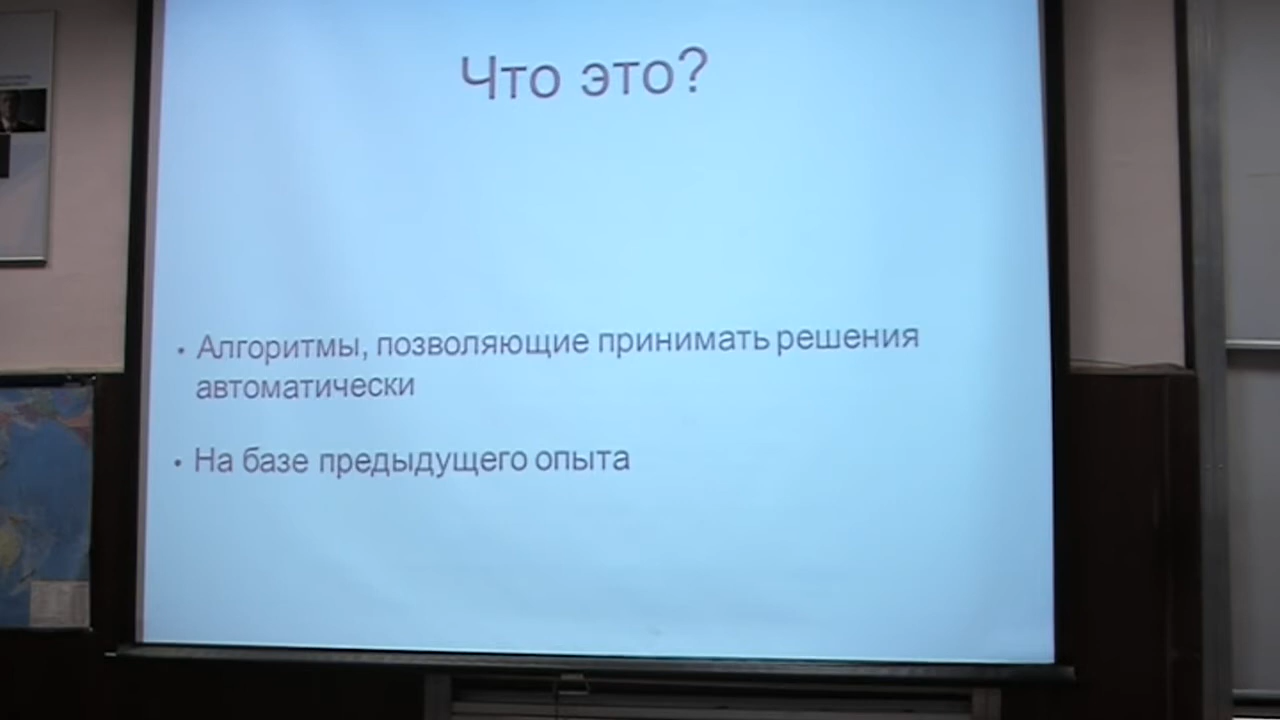 Что это?
• Алгоритмы, позволяющие принимать решения
автоматически
• На базе предыдущего опыта